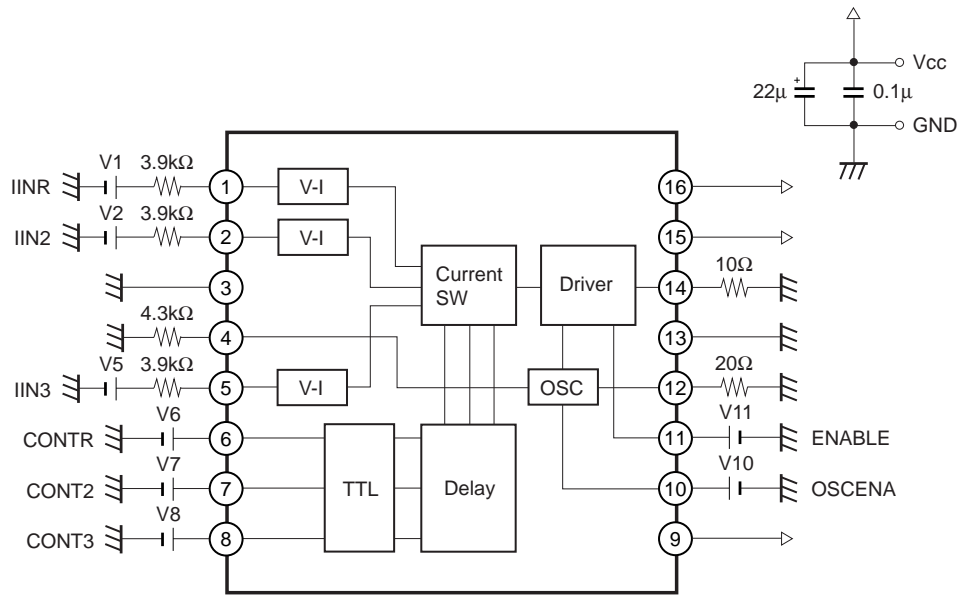 Vcc
22μ
+
0.1μ
GND
IINR
V1
3.9kΩ
1
V-I
16
IIN2
V2
3.9kΩ
2
V-I
15
3
Current
SW
Driver
14
10Ω
4.3kΩ
4
13
IIN3
V5
3.9kΩ
5
V-I
OSC
12
20Ω
CONTR
V6
6
11
V11
ENABLE
CONT2
V7
7
TTL
Delay
10
V10
OSCENA
CONT3
V8
8
9